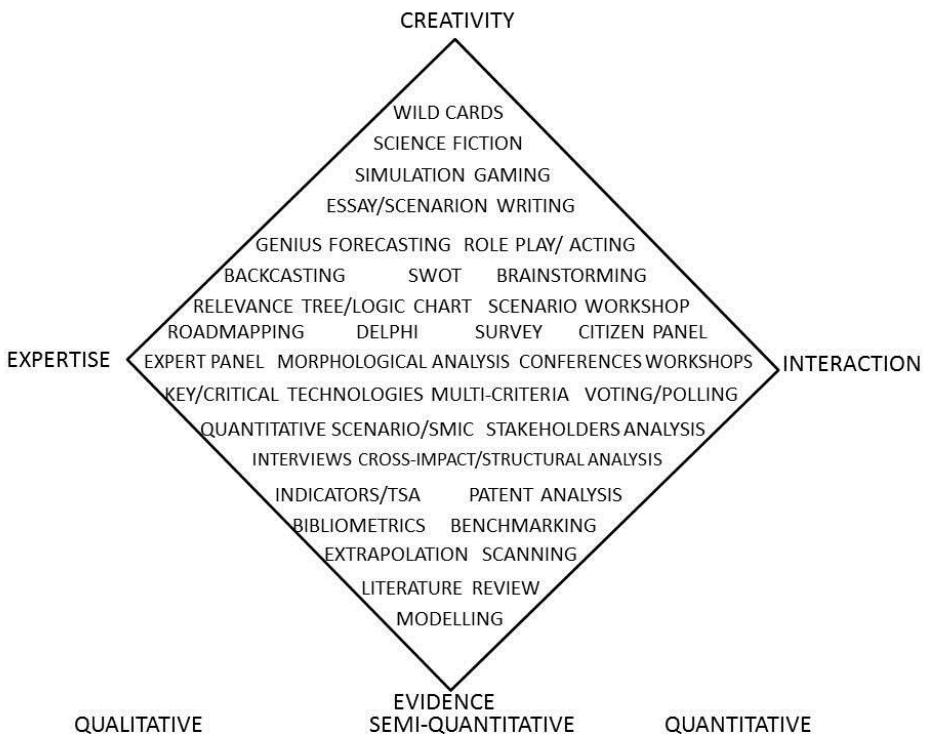 CREATIVITY
WILD CARDS
SCIENCE FICTION
SIMULATION GAMING
ESSAY/SCENARION WRITING
GENIUS FORECASTING ROLE PLAY/ ACTING
BACKCASTING SWOT BRAINSTORMING
RELEVANCE TREE/LOGIC CHART SCENARIO WORKSHOP
ROADMAPPING DELPHI SURVEY CITIZEN PANEL
EXPERTISE EXPERT PANEL MORPHOLOGICAL ANALYSIS CONFERENCES WORKSHOPS INTERACTION
KEY/CRITICAL TECHNOLOGIES MULTI-CRITERIA VOTING/POLLING
QUANTITATIVE SCENARIO/SMIC STAKEHOLDERS ANALYSIS
INTERVIEWS CROSS-IMPACT/STRUCTURAL ANALYSIS
INDICATORS/TSA PATENT ANALYSIS
BIBLIOMETRICS BENCHMARKING
EXTRAPOLATION SCANNING
LITERATURE REVIEW
MODELLING
EVIDENCE
QUALITATIVE SEMI-QUANTITATIVE QUANTITATIVE